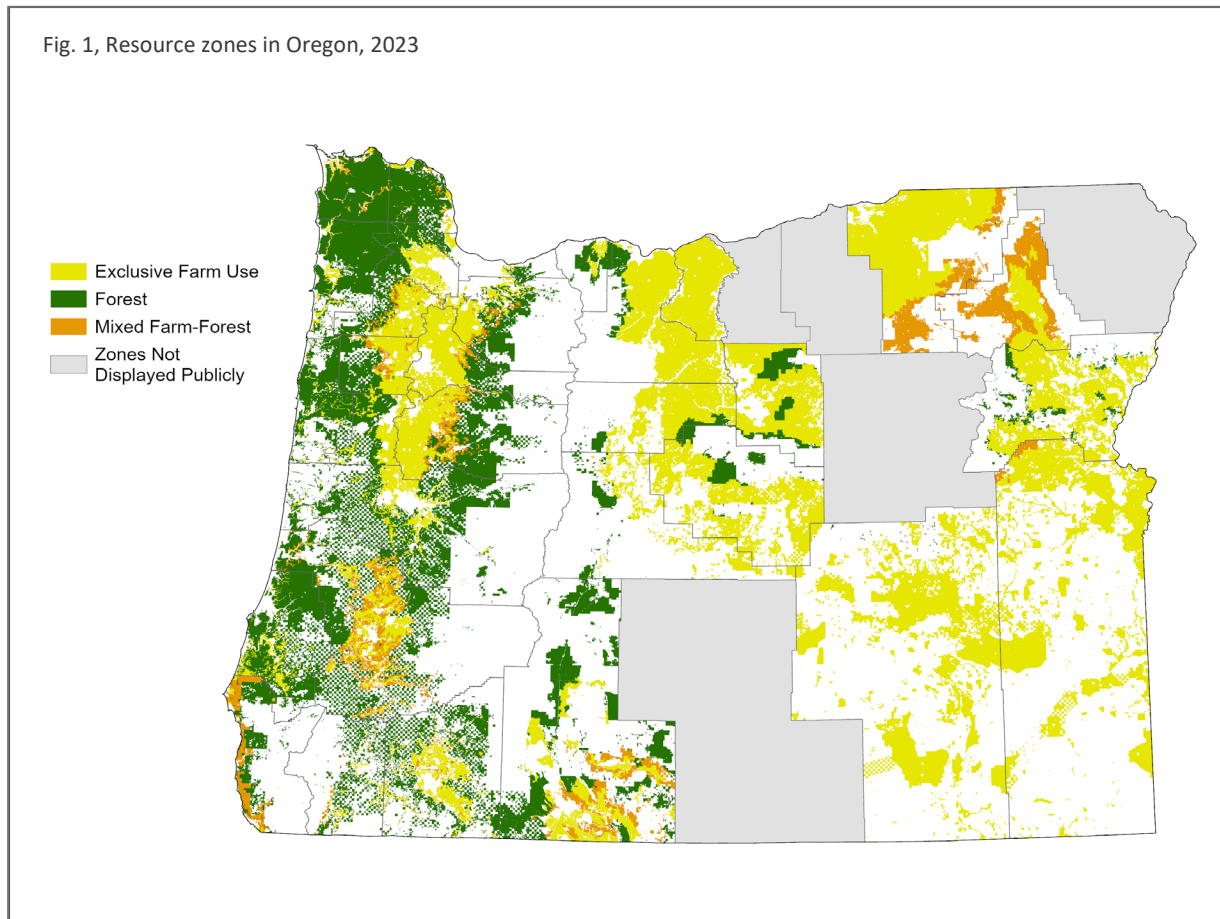 Fig. 1, Resource zones in Oregon, 2023
Exclusive Farm Use
Forest
Mixed Farm-Forest
Zones Not
Displayed Publicly